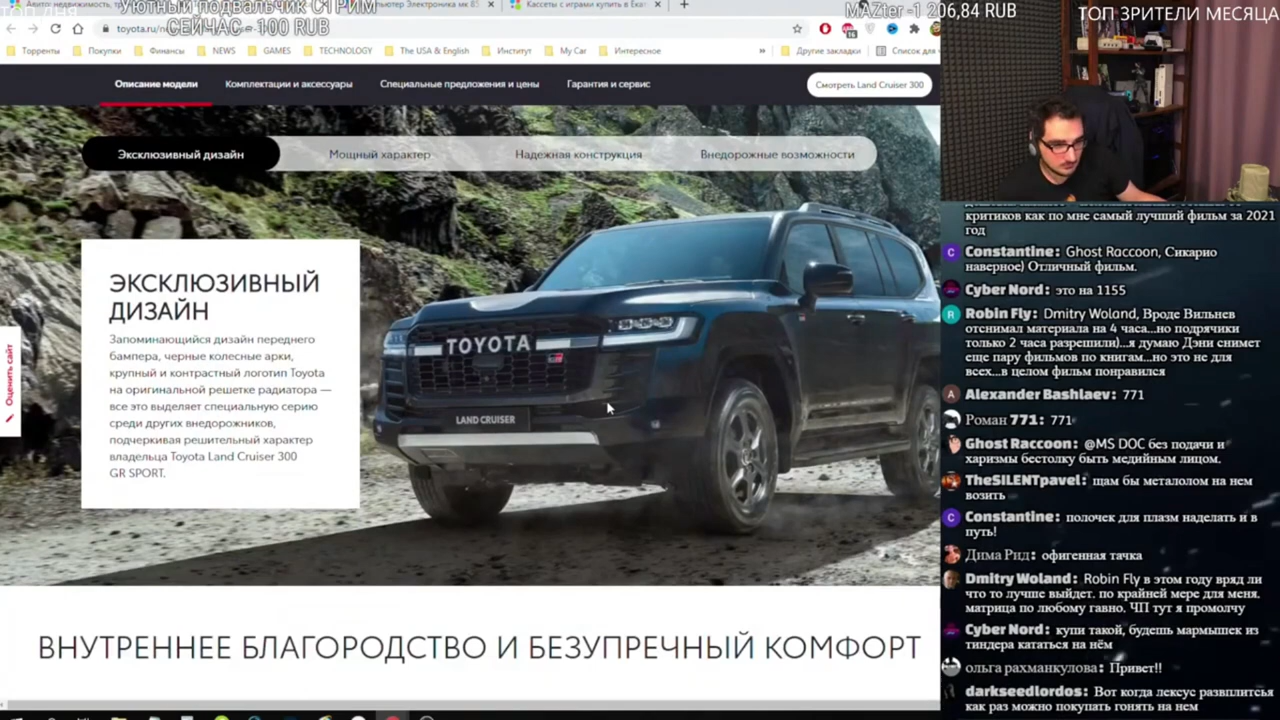 Уютный подвальчик СТРИМ
СЕЙЧАС - 100 RUB
MAZter -1 206,84 RUB
ТОП ЗРИТЕЛИ МЕСЯЦА
ТОП ДНЯ
Кассеты с играми купить в Ека
toyota.ru
Торренты
Покупки
Финансы
NEWS
GAMES
TECHNOLOGY
The USA & English
Институт
My Car
Интересное
Другие закладки
Список для
Описание модели
Комплектации и аксессуары
Специальные предложения и цены
Гарантия и сервис
Смотреть Land Cruiser 300
Эксклюзивный дизайн
Мощный характер
Надежная конструкция
Внедорожные возможности
ЭКСКЛЮЗИВНЫЙ
ДИЗАЙН
Запоминающийся дизайн переднего
бампера, черные колесные арки,
крупный и контрастный логотип Toyota
на оригинальной решетке радиатора —
все это выделяет специальную серию
среди других внедорожников,
подчеркивая решительный характер
владельца Toyota Land Cruiser 300
GR SPORT.
Оценить сайт
TOYOTA
LAND CRUISER
ВНУТРЕННЕЕ БЛАГОРОДСТВО И БЕЗУПРЕЧНЫЙ КОМФОРТ
критиков как по мне самый лучший фильм за 2021
год
Constantine: Ghost Raccoon, Сикарио
наверное) Отличный фильм.
Cyber Nord: это на 1155
Robin Fly: Dmitry Woland, Вроде Вильнев
отснимал материала на 4 часа...но подрячики
только 2 часа разрешили)...я думаю Дэни снимет
еще пару фильмов по книгам...но это не для
всех...в целом фильм понравился
Alexander Bashlaev: 771
Роман 771: 771
Ghost Raccoon: @MS DOC без подачи и
харизмы бестолку быть медийным лицом.
TheSILENTpavel: щам бы металолом на нем
возить
Constantine: полочек для плазм наделать и в
путь!
Дима Рид: офигенная тачка
Dmitry Woland: Robin Fly в этом году вряд ли
что то лучше выйдет. по крайней мере для меня.
матрица по любому гавно. ЧП тут я промолчу
Cyber Nord: купи такой, будешь мармышек из
тиндера кататься на нём
ольга рахманкулова: Привет!!
darkseedlordos: Вот когда лексус развплитсья
как раз можно покупать гонять на нем